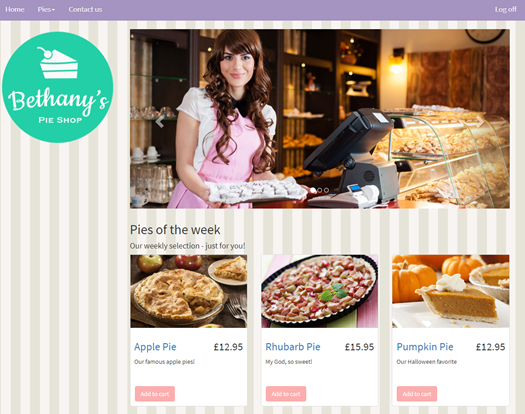 Home Pies Contact us Log off
Bethany's
PIE SHOP
Pies of the week
Our weekly selection - just for you!
Apple Pie £12.95
Our famous apple pies!
Add to cart
Rhubarb Pie £15.95
My God, so sweet!
Add to cart
Pumpkin Pie £12.95
Our Halloween favorite
Add to cart